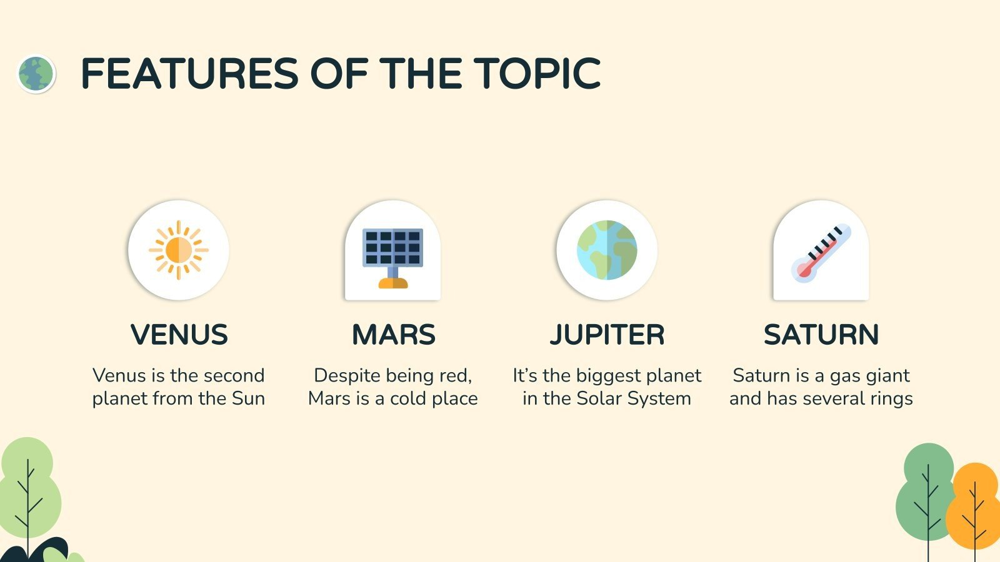 FEATURES OF THE TOPIC
VENUS
Venus is the second
planet from the Sun
MARS
Despite being red,
Mars is a cold place
JUPITER
It’s the biggest planet
in the Solar System
SATURN
Saturn is a gas giant
and has several rings